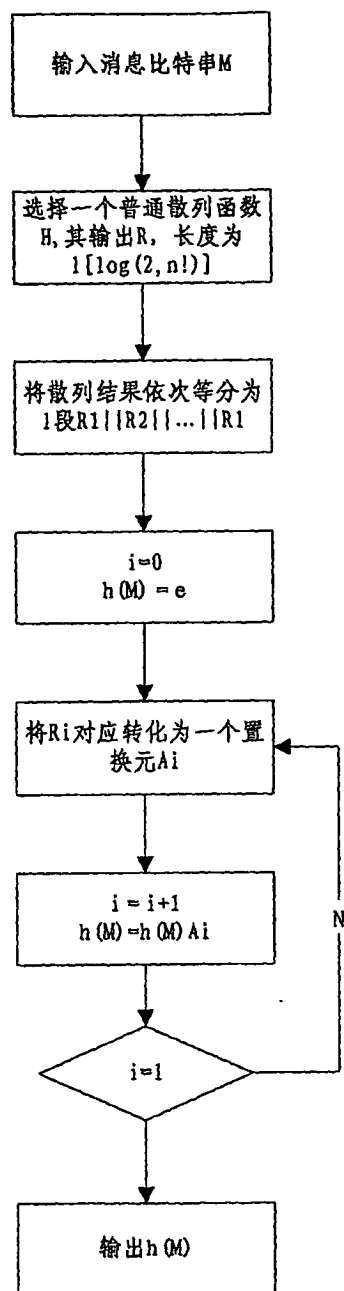 输入消息比特串M
选择一个普通散列函数
H,其输出R, 长度为
l[log(2,n!)]
将散列结果依次等分为
l段R1||R2||…||Rl
i=0
h(M) = e
将Ri对应转化为一个置
换元Ai
i = i+1
h(M)=h(M)Ai
N
i=l
输出h(M)